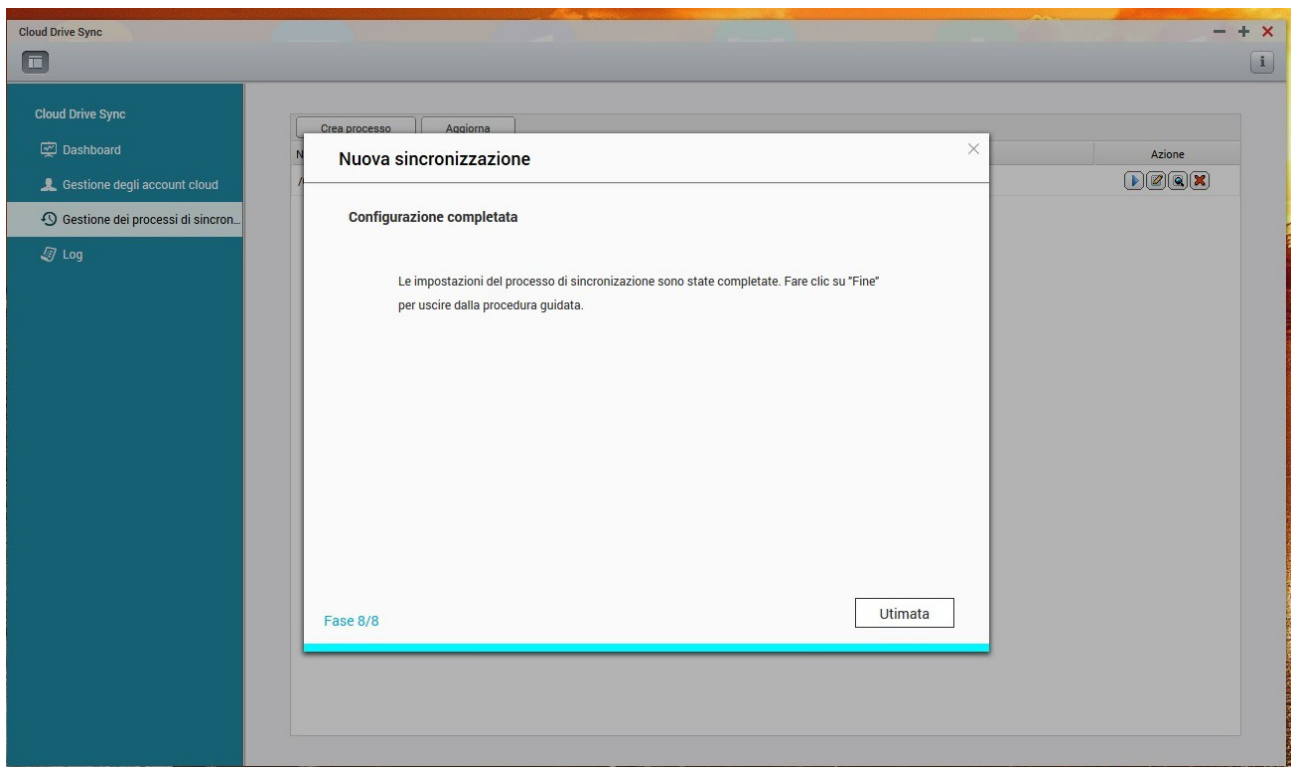 Cloud Drive Sync
Cloud Drive Sync
Dashboard
Gestione degli account cloud
Gestione dei processi di sincron...
Log
Crea processo
Aggiorna
N
Azione
/
Nuova sincronizzazione
Configurazione completata
Le impostazioni del processo di sincronizazione sono state completate. Fare clic su "Fine"
per uscire dalla procedura guidata.
Fase 8/8
Utimata